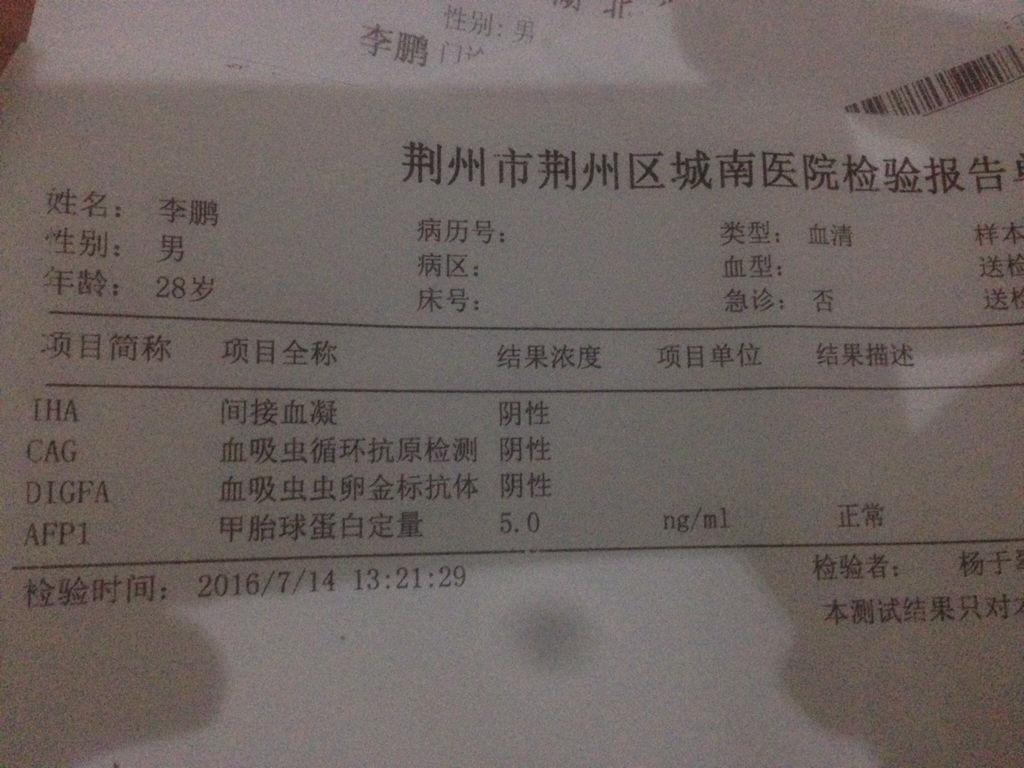 性别: 男
李鹏 门诊
荆州市荆州区城南医院检验报告单
姓名: 李鹏 病历号: 类型: 血清 样本
性别: 男 病区: 血型: 送检
年龄: 28岁 床号: 急诊: 否 送检
项目简称 项目全称 结果浓度 项目单位 结果描述
IHA 间接血凝 阴性
CAG 血吸虫循环抗原检测 阴性
DIGFA 血吸虫虫卵金标抗体 阴性
AFP1 甲胎球蛋白定量 5.0 ng/ml 正常
检验时间: 2016/7/14 13:21:29 检验者: 杨于
本测试结果只对